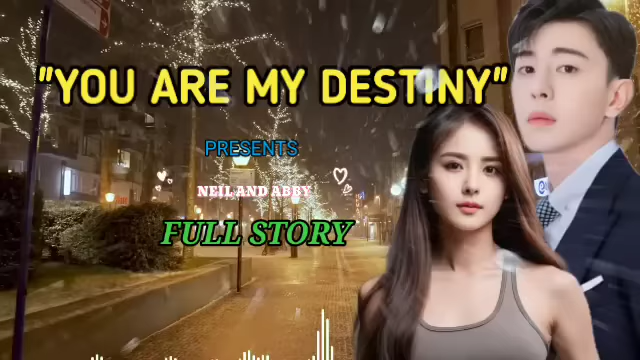 "YOU ARE MY DESTINY"
PRESENTS
NEIL AND ABBY
FULL STORY